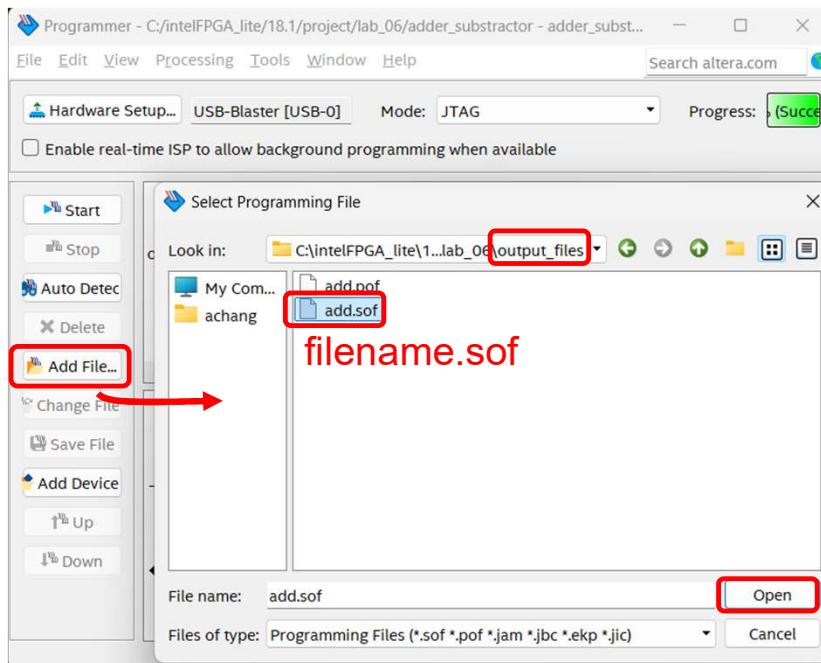 Programmer - C:/intelFPGA_lite/18.1/project/lab_06/adder_substractor - adder_subst...
File Edit View Processing Tools Window Help
Search altera.com
Hardware Setup... USB-Blaster [USB-0] Mode: JTAG Progress: (Succe
Enable real-time ISP to allow background programming when available
Start
Select Programming File
Stop
Look in: C:\intelFPGA_lite\1...lab_06\output_files
Auto Detec
My Com...
add.pof
achang
add.sof
Delete
filename.sof
Add File...
Change File
Save File
Add Device
Up
Down
File name: add.sof Open
Files of type: Programming Files (*.sof *.pof *.jam *.jbc *.ekp *.jic) Cancel